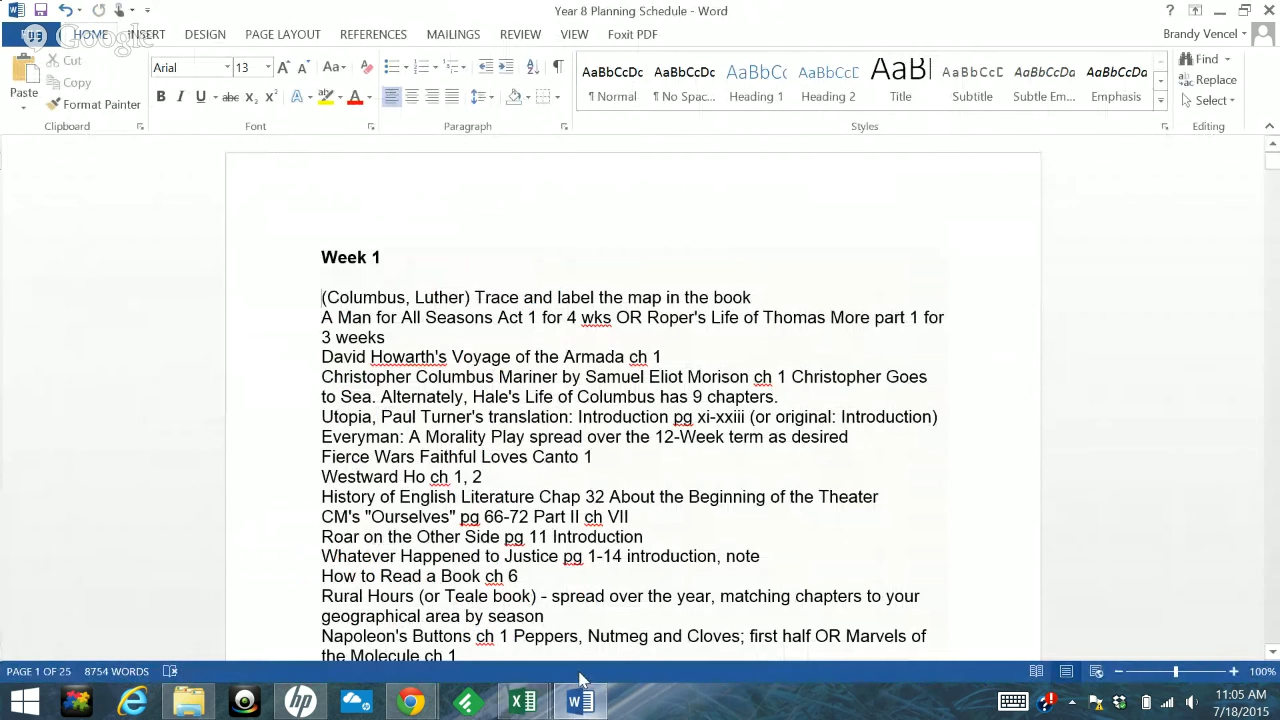 Year 8 Planning Schedule - Word
FILE HOME INSERT DESIGN PAGE LAYOUT REFERENCES MAILINGS REVIEW VIEW Foxit PDF
Google
Brandy Vencel
Cut
Copy
Format Painter
Paste
Clipboard
Arial 13
Font
Paragraph
AaBbCcDc AaBbCcDc AaBbCc AaBbCcC AaBl AaBbCcD AaBbCcDc AaBbCcDc
¶ Normal ¶ No Spac... Heading 1 Heading 2 Title Subtitle Subtle Em... Emphasis
Styles
Find
Replace
Select
Editing
Week 1
(Columbus, Luther) Trace and label the map in the book
A Man for All Seasons Act 1 for 4 wks OR Roper's Life of Thomas More part 1 for
3 weeks
David Howarth's Voyage of the Armada ch 1
Christopher Columbus Mariner by Samuel Eliot Morison ch 1 Christopher Goes
to Sea. Alternately, Hale's Life of Columbus has 9 chapters.
Utopia, Paul Turner's translation: Introduction pg xi-xxiii (or original: Introduction)
Everyman: A Morality Play spread over the 12-Week term as desired
Fierce Wars Faithful Loves Canto 1
Westward Ho ch 1, 2
History of English Literature Chap 32 About the Beginning of the Theater
CM's "Ourselves" pg 66-72 Part II ch VII
Roar on the Other Side pg 11 Introduction
Whatever Happened to Justice pg 1-14 introduction, note
How to Read a Book ch 6
Rural Hours (or Teale book) - spread over the year, matching chapters to your
geographical area by season
Napoleon's Buttons ch 1 Peppers, Nutmeg and Cloves; first half OR Marvels of
the Molecule ch 1
PAGE 1 OF 25 8754 WORDS
100%
11:05 AM
7/18/2015